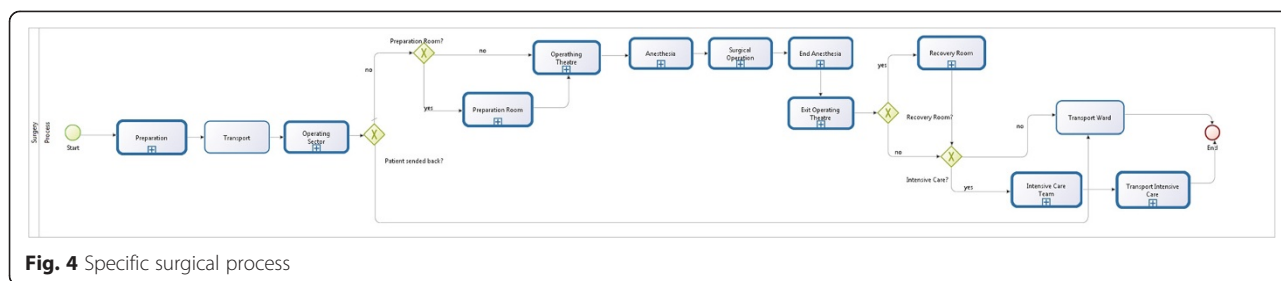 Surgery
Process
Start
Preparation
Transport
Operating
Sector
Patient sended back?
no
Preparation Room?
no
yes
Preparation Room
Operathing
Theatre
Anesthesia
Surgical
Operation
End Anesthesia
Exit Operating
Theatre
yes
Recovery Room
Recovery Room?
no
Intensive Care?
no
Transport Ward
yes
Intensive Care
Team
Transport Intensive
Care
End
Fig. 4 Specific surgical process